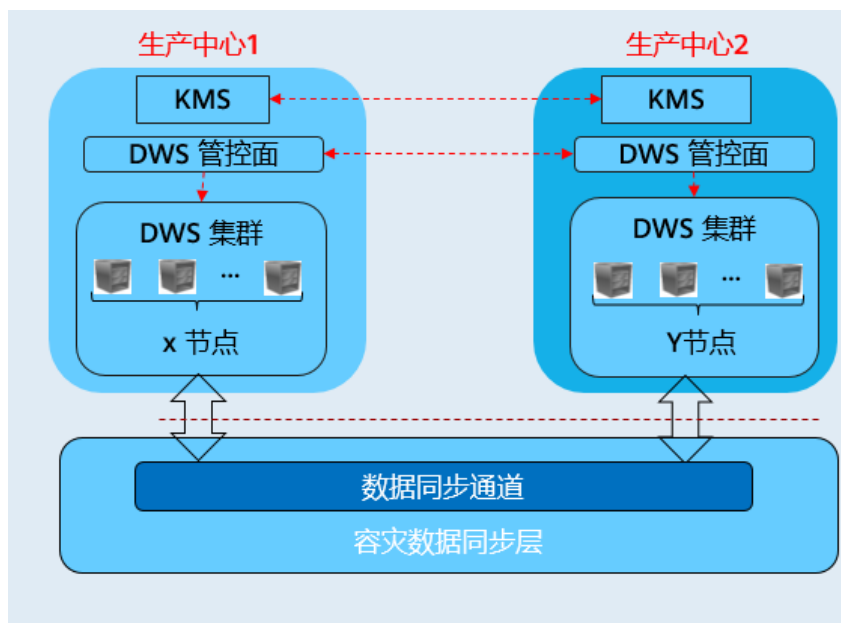 生产中心1
生产中心2
KMS
KMS
DWS 管控面
DWS 管控面
DWS 集群
DWS 集群
...
...
x 节点
Y节点
数据同步通道
容灾数据同步层